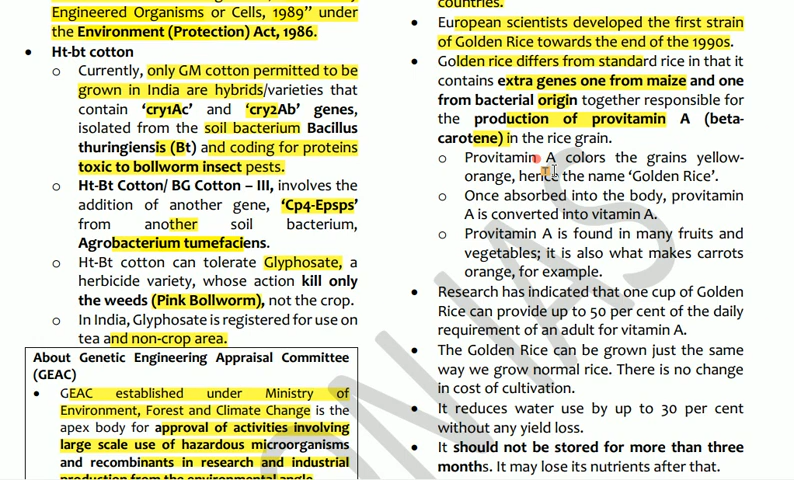 Engineered Organisms or Cells, 1989” under
the Environment (Protection) Act, 1986.
• Ht-bt cotton
o Currently, only GM cotton permitted to be
grown in India are hybrids/varieties that
contain ‘cry1Ac’ and ‘cry2Ab’ genes,
isolated from the soil bacterium Bacillus
thuringiensis (Bt) and coding for proteins
toxic to bollworm insect pests.
o Ht-Bt Cotton/ BG Cotton – III, involves the
addition of another gene, ‘Cp4-Epsps’
from another soil bacterium,
Agrobacterium tumefaciens.
o Ht-Bt cotton can tolerate Glyphosate, a
herbicide variety, whose action kill only
the weeds (Pink Bollworm), not the crop.
o In India, Glyphosate is registered for use on
tea and non-crop area.
About Genetic Engineering Appraisal Committee
(GEAC)
• GEAC established under Ministry of
Environment, Forest and Climate Change is the
apex body for approval of activities involving
large scale use of hazardous microorganisms
and recombinants in research and industrial
production from the environmental angle.
countries.
• European scientists developed the first strain
of Golden Rice towards the end of the 1990s.
• Golden rice differs from standard rice in that it
contains extra genes one from maize and one
from bacterial origin together responsible for
the production of provitamin A (beta-
carotene) in the rice grain.
o Provitamin A colors the grains yellow-
orange, hence the name ‘Golden Rice’.
o Once absorbed into the body, provitamin
A is converted into vitamin A.
o Provitamin A is found in many fruits and
vegetables; it is also what makes carrots
orange, for example.
• Research has indicated that one cup of Golden
Rice can provide up to 50 per cent of the daily
requirement of an adult for vitamin A.
• The Golden Rice can be grown just the same
way we grow normal rice. There is no change
in cost of cultivation.
• It reduces water use by up to 30 per cent
without any yield loss.
• It should not be stored for more than three
months. It may lose its nutrients after that.
ON IAS